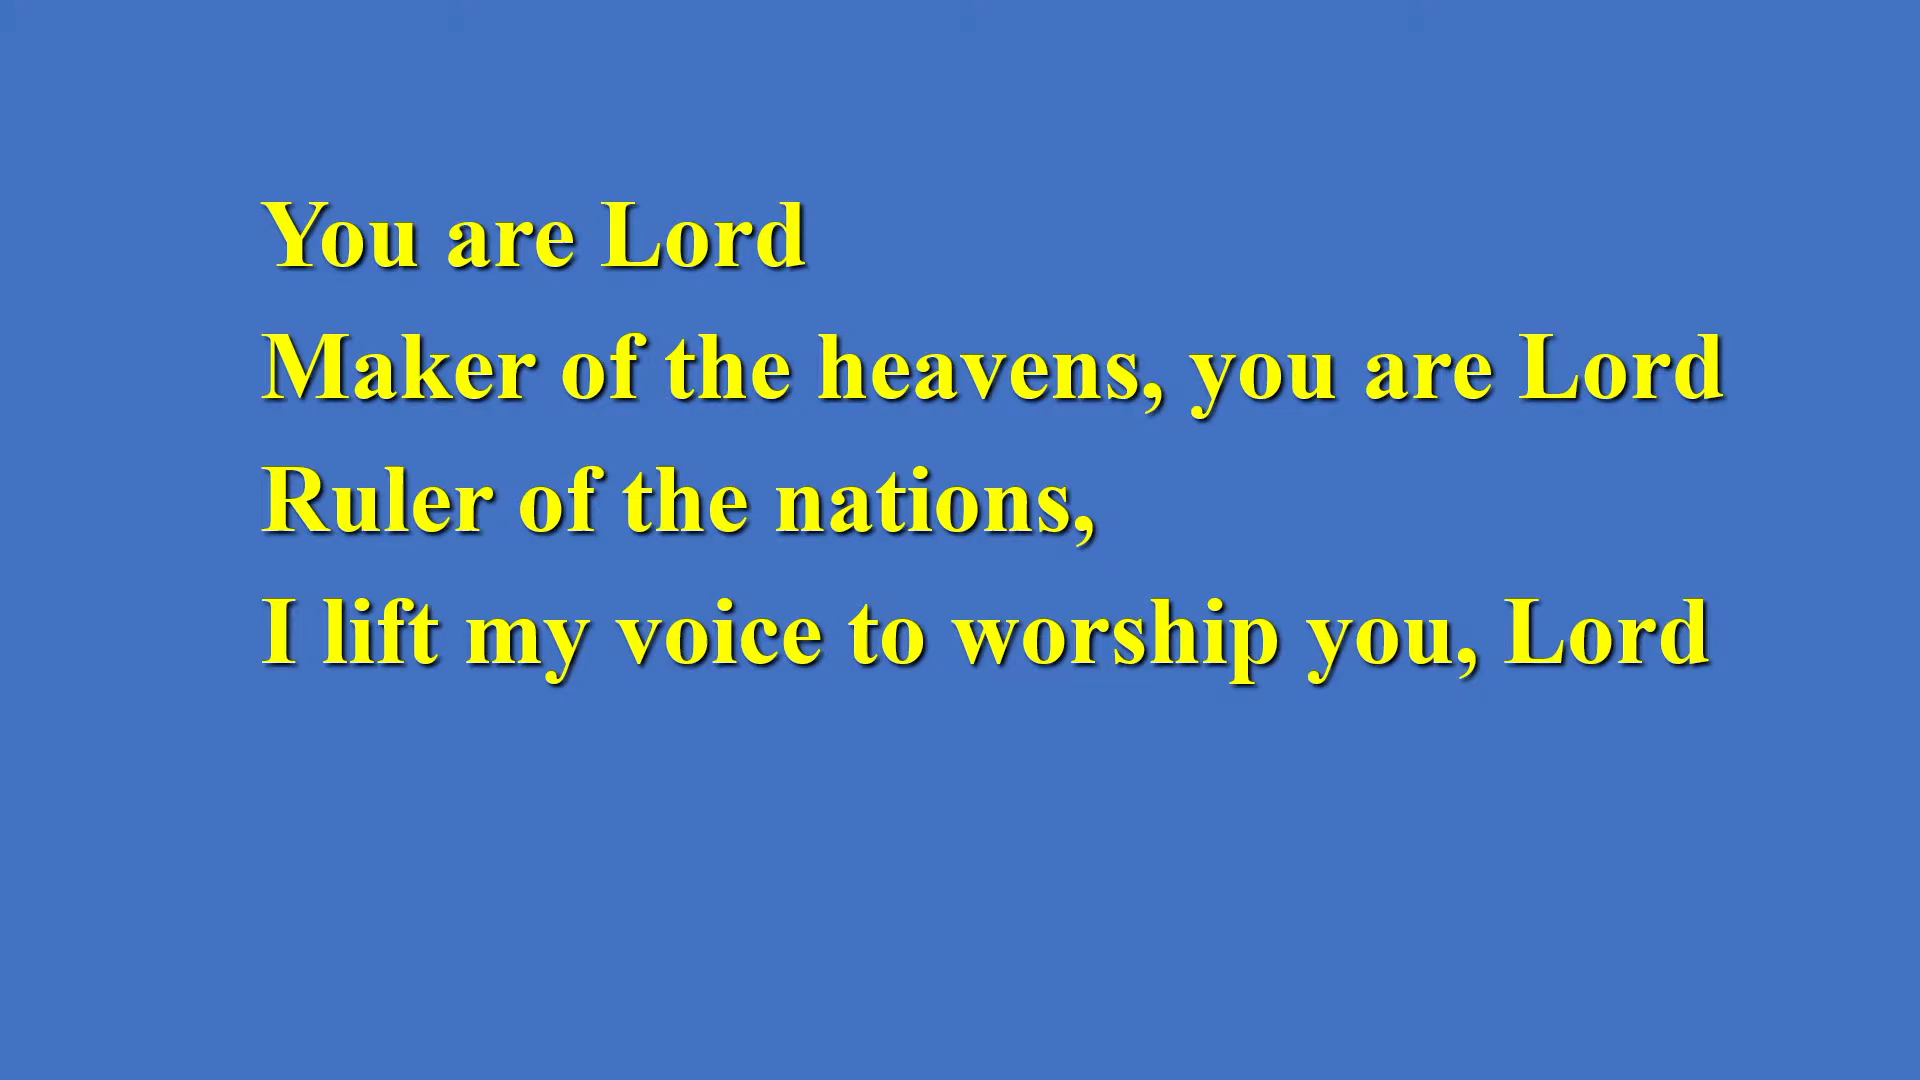 You are Lord
Maker of the heavens, you are Lord
Ruler of the nations,
I lift my voice to worship you, Lord